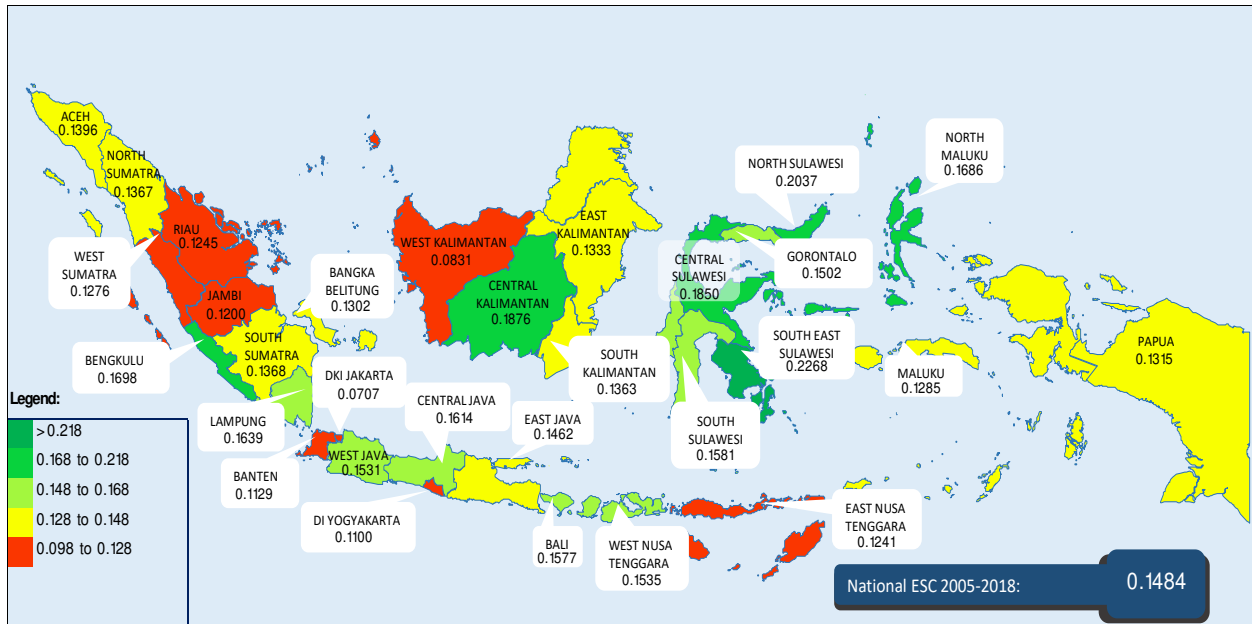 ACEH
0.1396
NORTH
SUMATRA
0.1367
RIAU
0.1245
WEST
SUMATRA
0.1276
JAMBI
0.1200
BANGKA
BELITUNG
0.1302
BENGKULU
0.1698
SOUTH
SUMATRA
0.1368
LAMPUNG
0.1639
DKI JAKARTA
0.0707
BANTEN
0.1129
WEST JAVA
0.1531
CENTRAL JAVA
0.1614
DI YOGYAKARTA
0.1100
EAST JAVA
0.1462
BALI
0.1577
WEST NUSA
TENGGARA
0.1535
EAST NUSA
TENGGARA
0.1241
WEST KALIMANTAN
0.0831
CENTRAL
KALIMANTAN
0.1876
EAST
KALIMANTAN
0.1333
SOUTH
KALIMANTAN
0.1363
NORTH SULAWESI
0.2037
GORONTALO
0.1502
CENTRAL
SULAWESI
0.1850
SOUTH EAST
SULAWESI
0.2268
SOUTH
SULAWESI
0.1581
NORTH
MALUKU
0.1686
MALUKU
0.1285
PAPUA
0.1315
Legend:
>0.218
0.168 to 0.218
0.148 to 0.168
0.128 to 0.148
0.098 to 0.128
National ESC 2005-2018:
0.1484